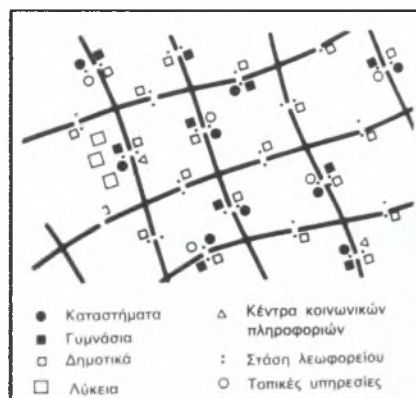 Καταστήματα
Γυμνάσια
Δημοτικά
Λύκεια
Κέντρα κοινωνικών
πληροφοριών
Στάση λεωφορείου
Τοπικές υπηρεσίες